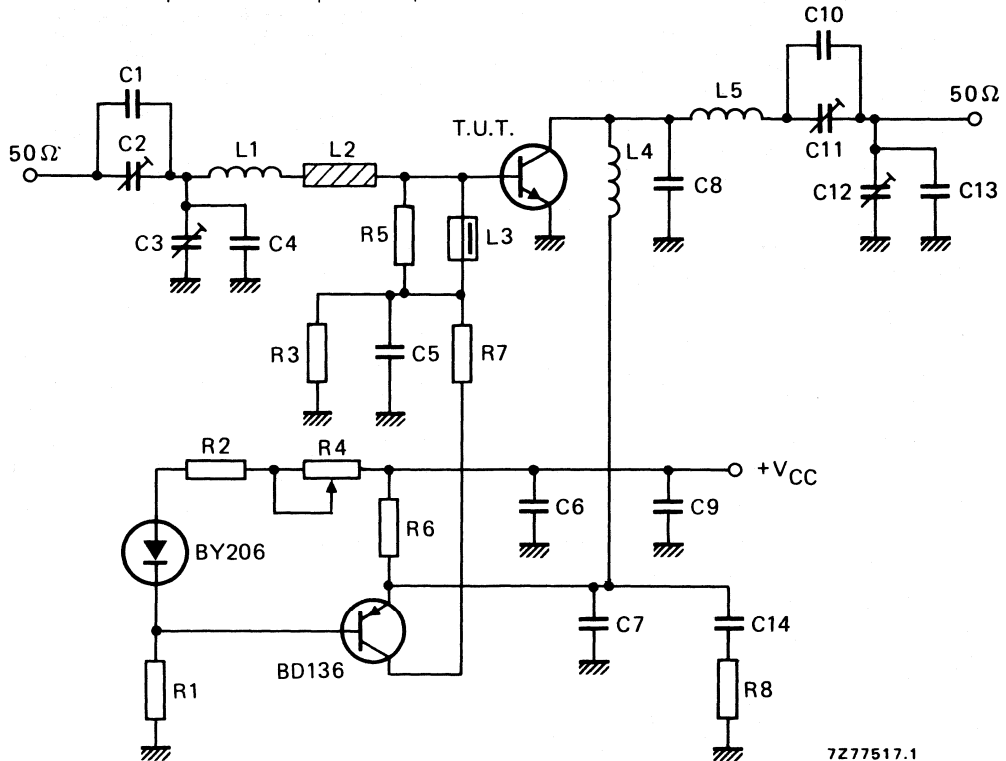 C10
C1
L5
50Ω
T.U.T.
C2
50Ω
L1
L2
L4
C11
C8
C12
C13
C3
C4
R5
L3
R3
C5
R7
R2
R4
+VCC
C6
C9
R6
BY206
C7
C14
BD136
R1
R8
7Z77517.1